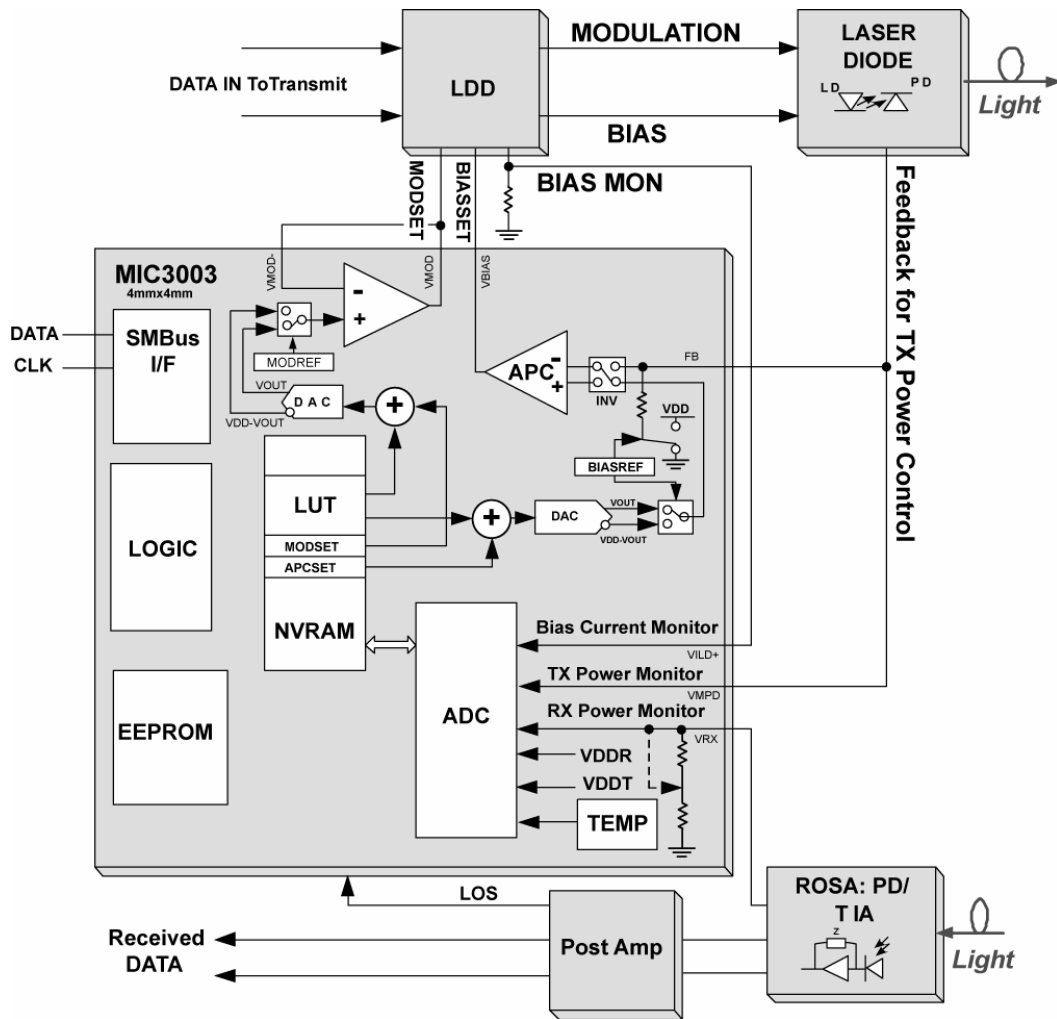 MODULATION
LASER
DIODE
LD
PD
Light
DATA IN ToTransmit
LDD
BIAS
MODSET
BIASSET
BIAS MON
Feedback for TX Power Control
MIC3003
4mmx4mm
VMOD-
VMOD
VBIAS
-
+
DATA
CLK
SMBus
I/F
MODREF
VOUT
DAC
VDD-VOUT
+
APC
-
+
INV
FB
VDD
BIASREF
LOGIC
LUT
MODSET
APCSET
NVRAM
+
DAC
VOUT
VDD-VOUT
EEPROM
ADC
Bias Current Monitor
VILD+
TX Power Monitor
VMPD
RX Power Monitor
VRX
VDDR
VDDT
TEMP
LOS
Received
DATA
Post Amp
ROSA: PD/
TIA
Z
Light